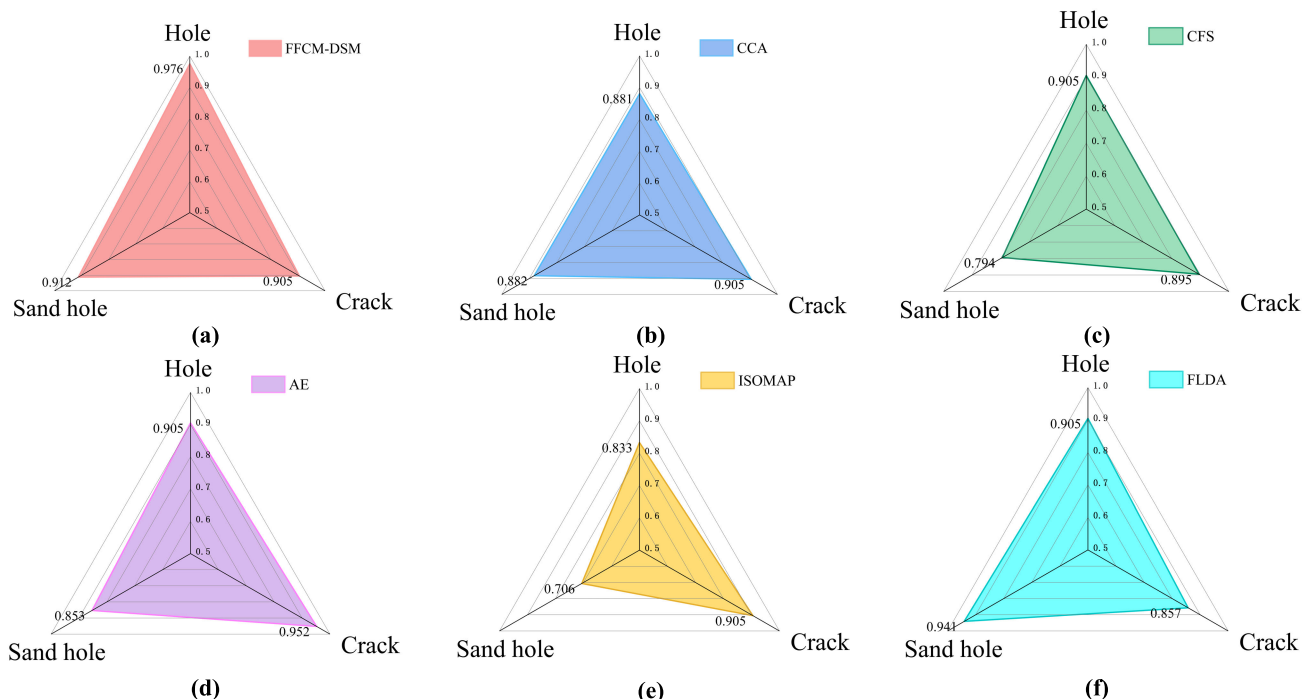 Hole
FFCM-DSM
1.0
0.976
0.9
0.8
0.7
0.6
0.5
0.912
0.905
Sand hole
Crack
(a)
Hole
CCA
1.0
0.9
0.881
0.8
0.7
0.6
0.5
0.882
0.905
Sand hole
Crack
(b)
Hole
CFS
1.0
0.9
0.905
0.8
0.7
0.6
0.5
0.794
0.895
Sand hole
Crack
(c)
Hole
AE
1.0
0.9
0.905
0.8
0.7
0.6
0.5
0.853
0.952
Sand hole
Crack
(d)
Hole
ISOMAP
1.0
0.9
0.833
0.8
0.7
0.6
0.5
0.706
0.905
Sand hole
Crack
(e)
Hole
FLDA
1.0
0.9
0.905
0.8
0.7
0.6
0.5
0.941
0.857
Sand hole
Crack
(f)